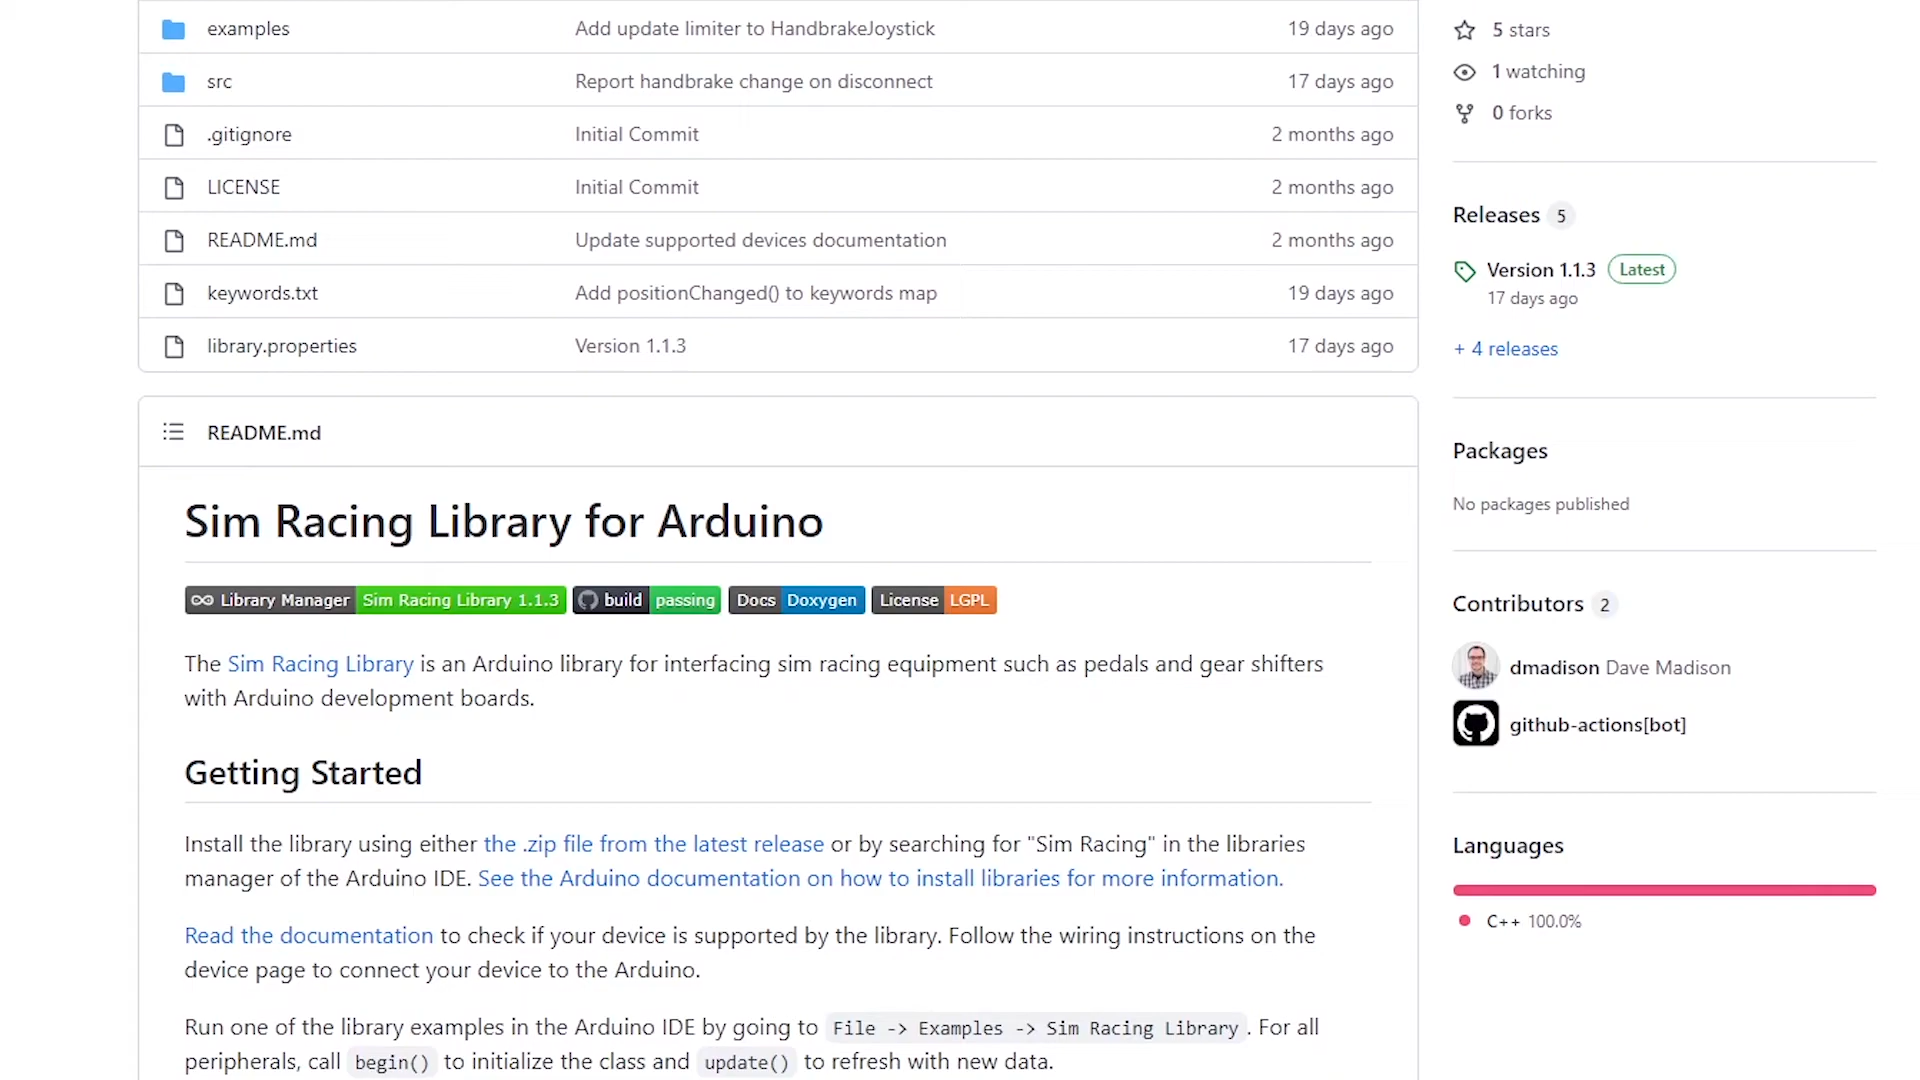 examples Add update limiter to HandbrakeJoystick 19 days ago
src Report handbrake change on disconnect 17 days ago
.gitignore Initial Commit 2 months ago
LICENSE Initial Commit 2 months ago
README.md Update supported devices documentation 2 months ago
keywords.txt Add positionChanged() to keywords map 19 days ago
library.properties Version 1.1.3 17 days ago
README.md
Sim Racing Library for Arduino
Library Manager Sim Racing Library 1.1.3 build passing Docs Doxygen License LGPL
The Sim Racing Library is an Arduino library for interfacing sim racing equipment such as pedals and gear shifters
with Arduino development boards.
Getting Started
Install the library using either the .zip file from the latest release or by searching for "Sim Racing" in the libraries
manager of the Arduino IDE. See the Arduino documentation on how to install libraries for more information.
Read the documentation to check if your device is supported by the library. Follow the wiring instructions on the
device page to connect your device to the Arduino.
Run one of the library examples in the Arduino IDE by going to File -> Examples -> Sim Racing Library . For all
peripherals, call begin() to initialize the class and update() to refresh with new data.
5 stars
1 watching
0 forks
Releases 5
Version 1.1.3 Latest
17 days ago
+ 4 releases
Packages
No packages published
Contributors 2
dmadison Dave Madison
github-actions[bot]
Languages
C++ 100.0%